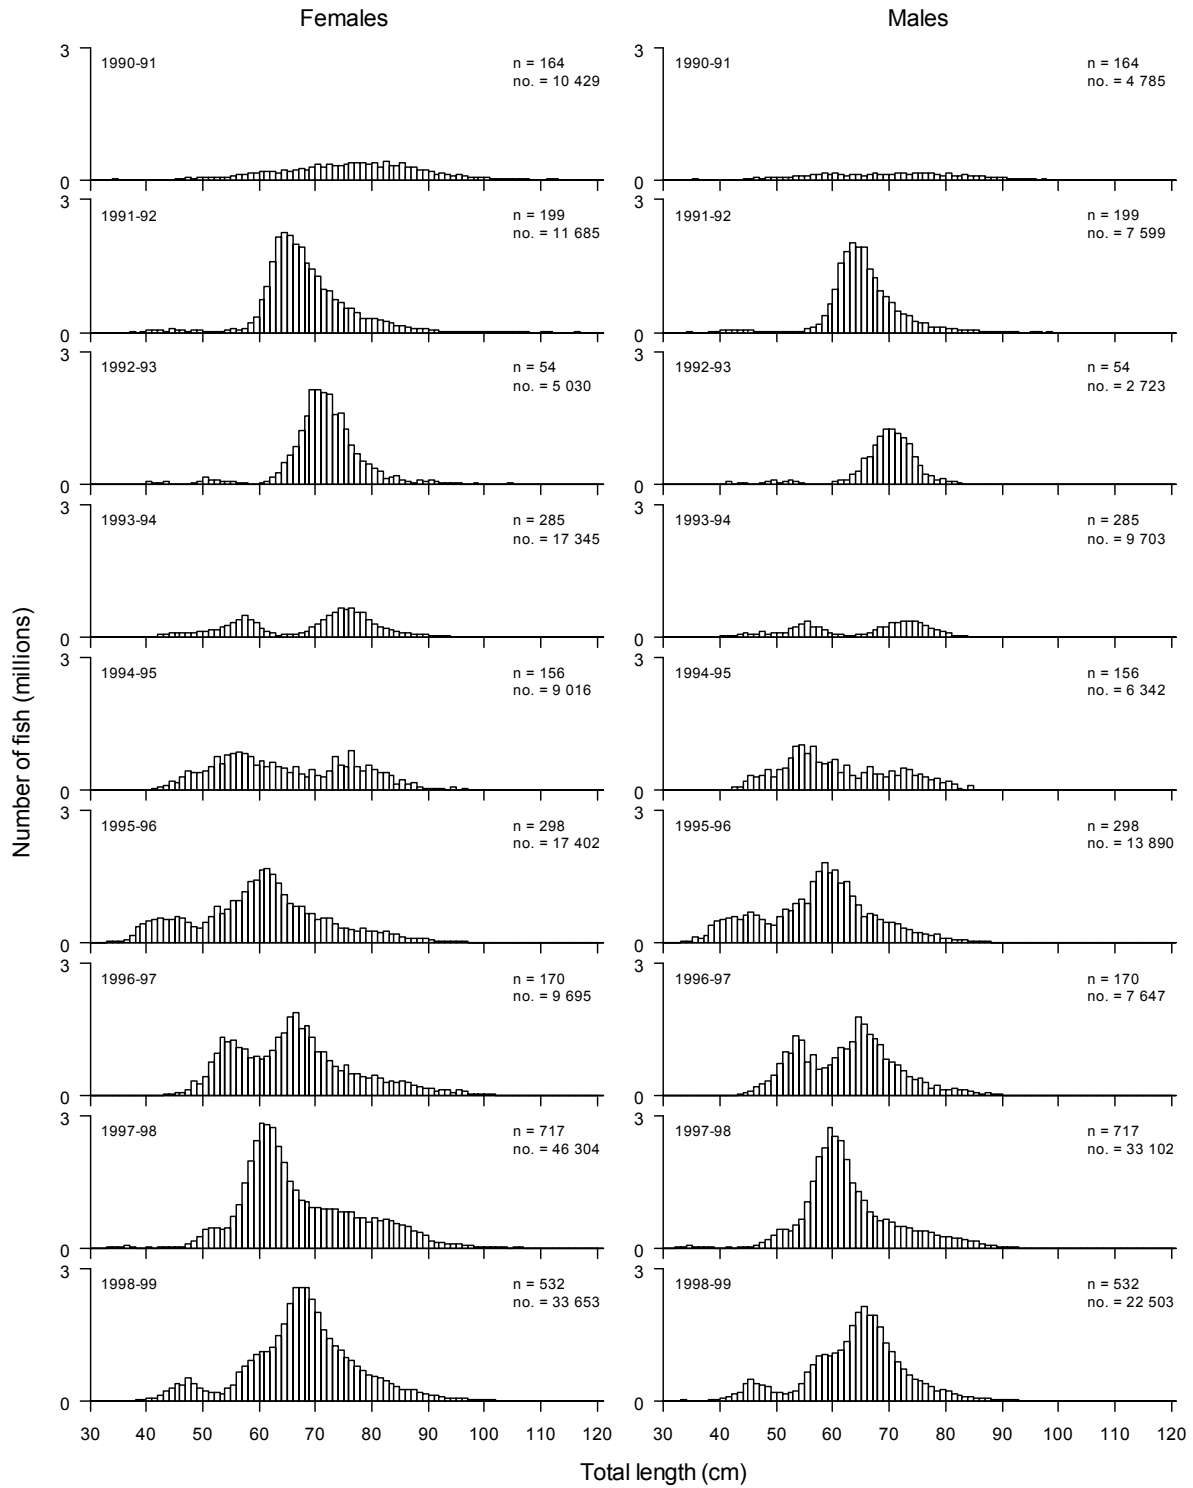 Females Males
3 1990-91 n = 164 3 1990-91 n = 164
no. = 10 429 no. = 4 785
0 0
3 1991-92 n = 199 3 1991-92 n = 199
no. = 11 685 no. = 7 599
0 0
3 1992-93 n = 54 3 1992-93 n = 54
no. = 5 030 no. = 2 723
0 0
3 1993-94 n = 285 3 1993-94 n = 285
no. = 17 345 no. = 9 703
0 0
Number of fish (millions)
3 1994-95 n = 156 3 1994-95 n = 156
no. = 9 016 no. = 6 342
0 0
3 1995-96 n = 298 3 1995-96 n = 298
no. = 17 402 no. = 13 890
0 0
3 1996-97 n = 170 3 1996-97 n = 170
no. = 9 695 no. = 7 647
0 0
3 1997-98 n = 717 3 1997-98 n = 717
no. = 46 304 no. = 33 102
0 0
3 1998-99 n = 532 3 1998-99 n = 532
no. = 33 653 no. = 22 503
0 0
30 40 50 60 70 80 90 100 120 30 40 50 60 70 80 90 100 120
Total length (cm)